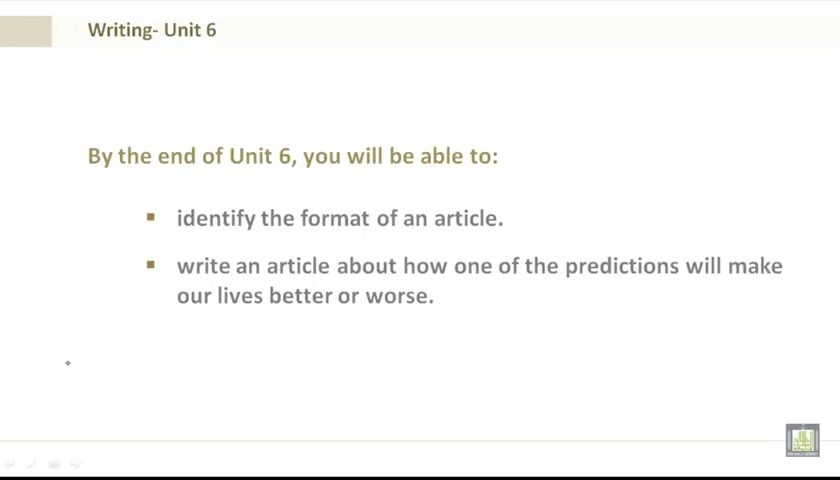 Writing- Unit 6
By the end of Unit 6, you will be able to:
identify the format of an article.
write an article about how one of the predictions will make
our lives better or worse.